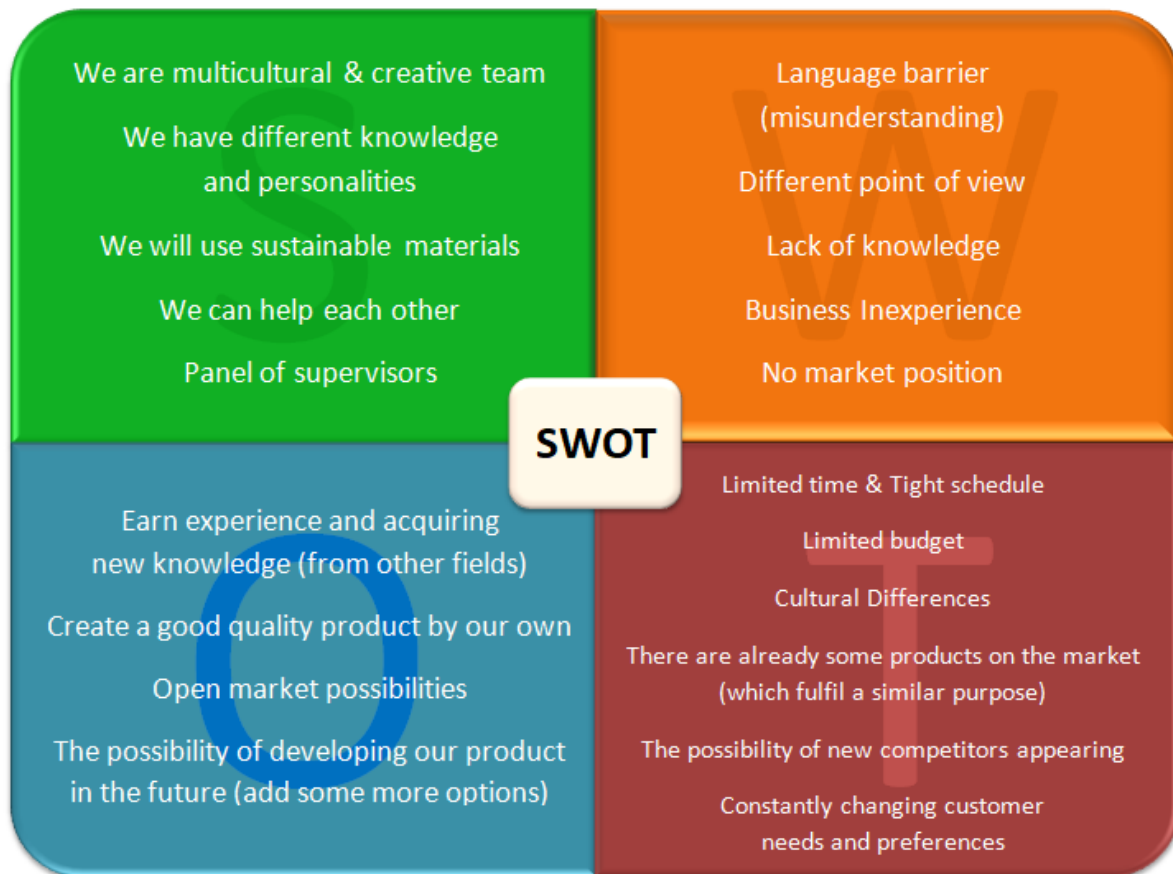 We are multicultural & creative team
We have different knowledge
and personalities
We will use sustainable materials
We can help each other
Panel of supervisors
S
Language barrier
(misunderstanding)
Different point of view
Lack of knowledge
Business Inexperience
No market position
W
SWOT
Earn experience and acquiring
new knowledge (from other fields)
Create a good quality product by our own
Open market possibilities
The possibility of developing our product
in the future (add some more options)
O
Limited time & Tight schedule
Limited budget
Cultural Differences
There are already some products on the market
(which fulfil a similar purpose)
The possibility of new competitors appearing
Constantly changing customer
needs and preferences
T